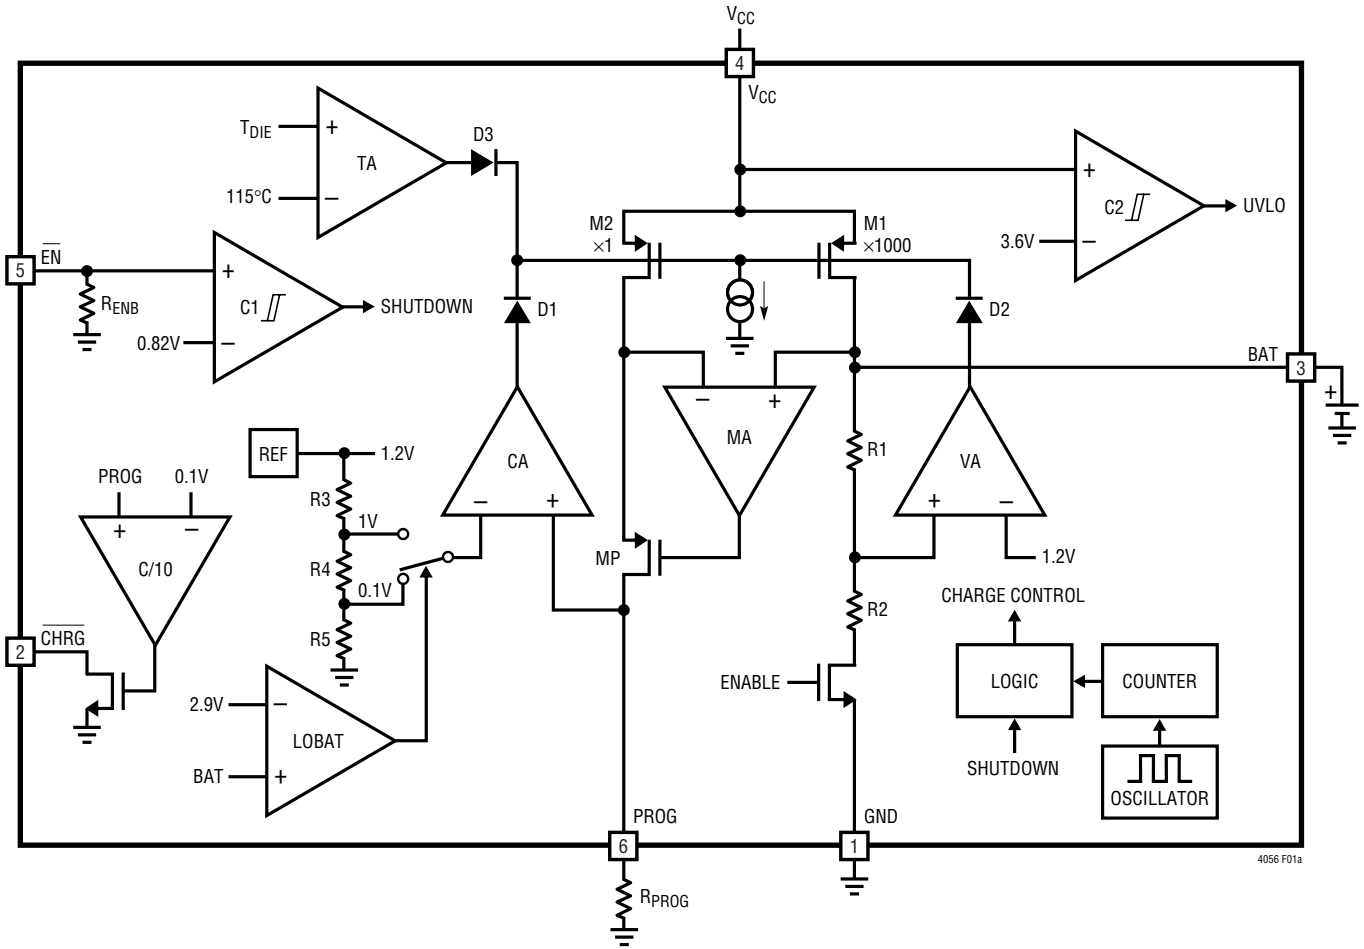 VCC
4
VCC
D3
TDIE
+
TA
115°C
−
+
C2
UVLO
3.6V
−
M2
×1
M1
×1000
5
EN
+
RENB
C1
SHUTDOWN
0.82V
−
D1
D2
BAT
3
+
−
+
MA
REF
1.2V
R3
1V
R4
0.1V
R5
CA
−
+
R1
VA
+
−
1.2V
PROG
0.1V
+
−
C/10
MP
R2
CHARGE CONTROL
2
CHRG
ENABLE
LOGIC
COUNTER
2.9V
−
LOBAT
BAT
+
SHUTDOWN
OSCILLATOR
PROG
6
GND
1
RPROG
4056 F01a